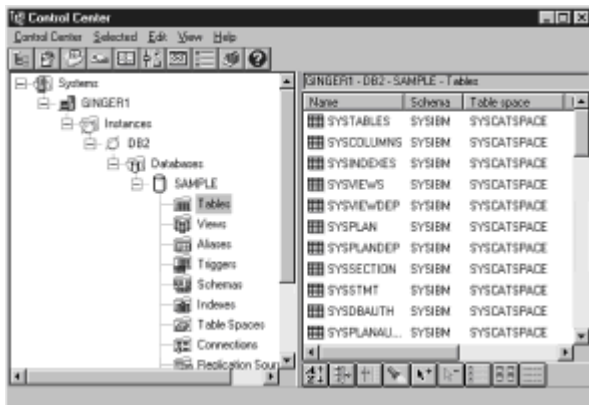 Control Center
Control Center Selected Edit View Help
Systems
GINGER1
Instances
DB2
Databases
SAMPLE
Tables
Views
Aliases
Triggers
Schemas
Indexes
Table Spaces
Connections
Replication Sour
GINGER1 - DB2 - SAMPLE - Tables
Name Schema Table space
SYSTABLES SYSIBM SYSCATSPACE
SYSCOLUMNS SYSIBM SYSCATSPACE
SYSINDEXES SYSIBM SYSCATSPACE
SYSVIEWS SYSIBM SYSCATSPACE
SYSVIEWDEP SYSIBM SYSCATSPACE
SYSPLAN SYSIBM SYSCATSPACE
SYSPLANDEP SYSIBM SYSCATSPACE
SYSSECTION SYSIBM SYSCATSPACE
SYSSTMT SYSIBM SYSCATSPACE
SYSDBAUTH SYSIBM SYSCATSPACE
SYSPLANAU... SYSIBM SYSCATSPACE